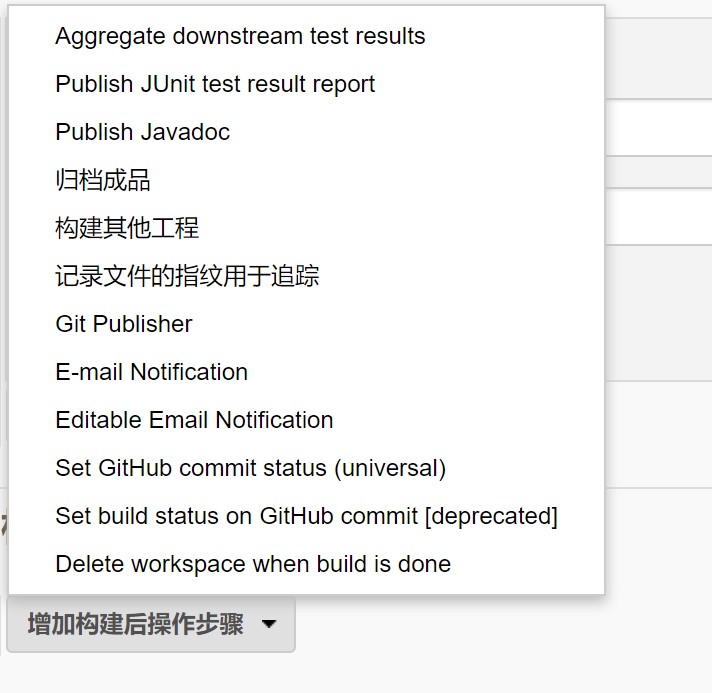 Aggregate downstream test results
Publish JUnit test result report
Publish Javadoc
归档成品
构建其他工程
记录文件的指纹用于追踪
Git Publisher
E-mail Notification
Editable Email Notification
Set GitHub commit status (universal)
Set build status on GitHub commit [deprecated]
Delete workspace when build is done
增加构建后操作步骤